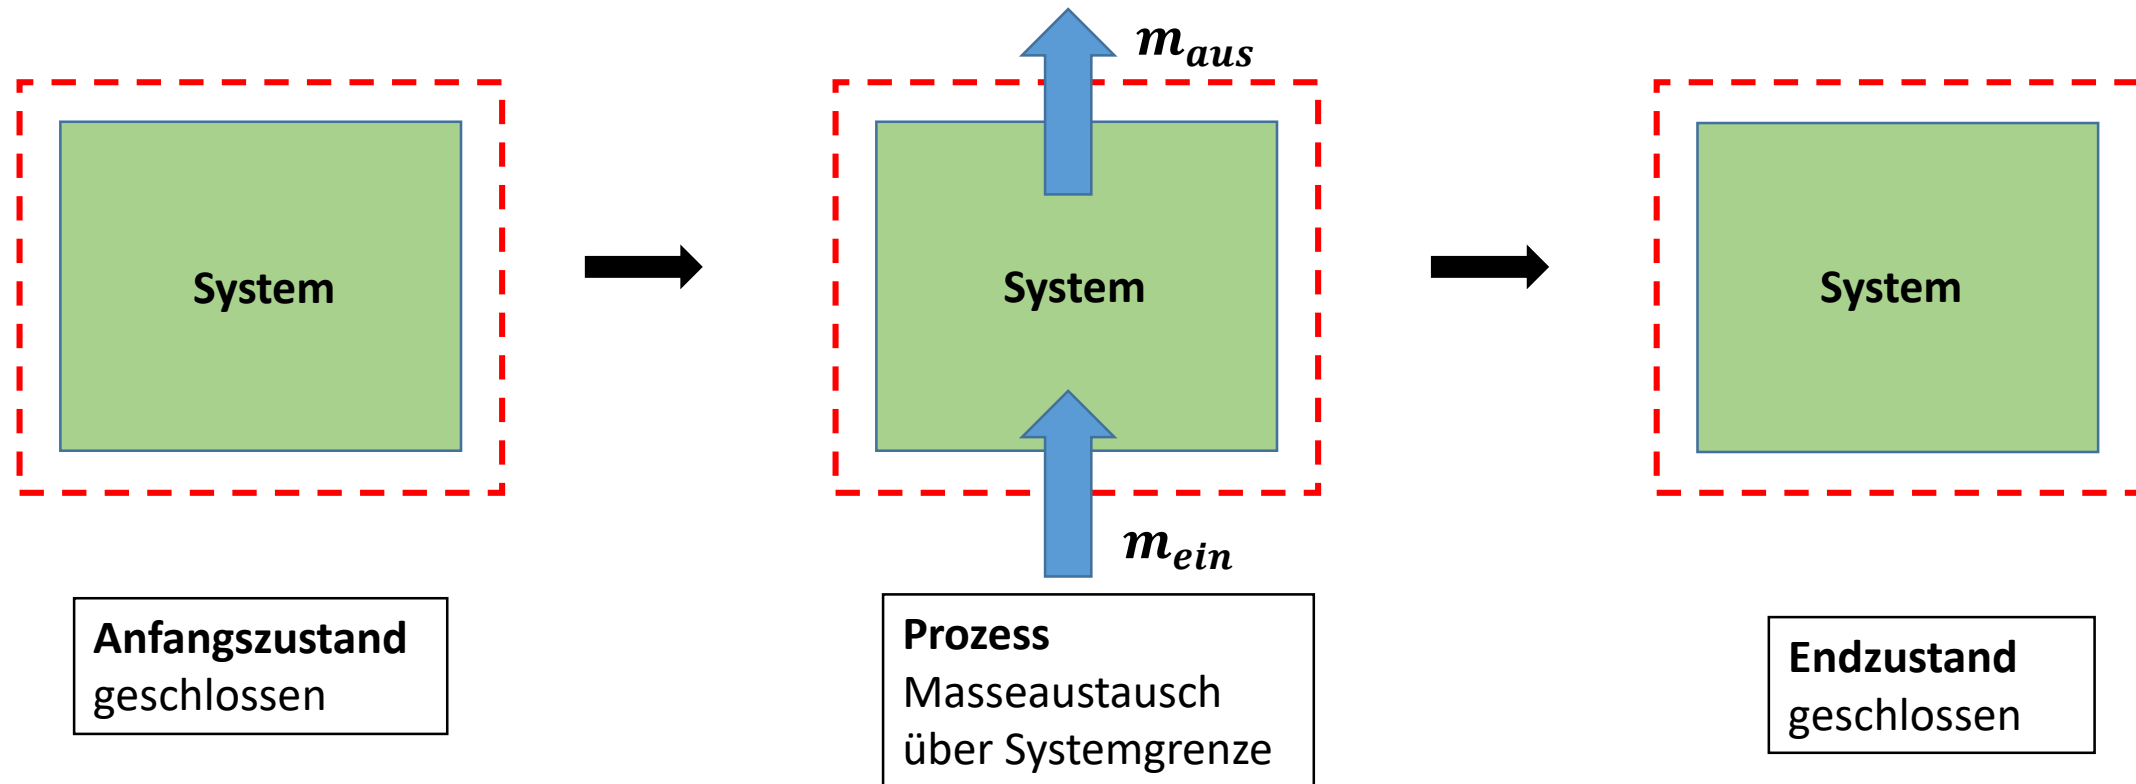 m_aus
System
System
System
m_ein
Anfangszustand
geschlossen
Prozess
Masseaustausch
über Systemgrenze
Endzustand
geschlossen